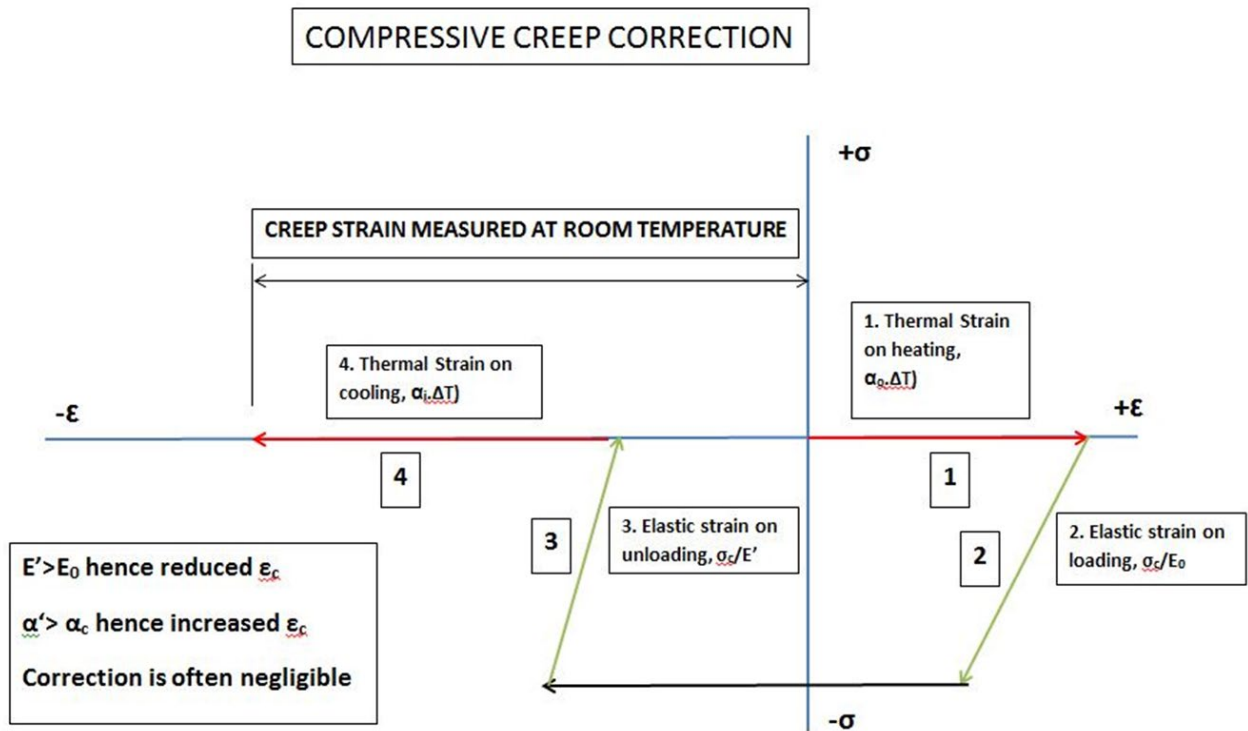 COMPRESSIVE CREEP CORRECTION
+σ
CREEP STRAIN MEASURED AT ROOM TEMPERATURE
1. Thermal Strain
on heating,
α₀.ΔT)
4. Thermal Strain on
cooling, αᵢ.ΔT)
-ε
+ε
4
1
3
3. Elastic strain on
unloading, σc/E'
2
2. Elastic strain on
loading, σc/E₀
E'>E₀ hence reduced εc
α'> αc hence increased εc
Correction is often negligible
-σ